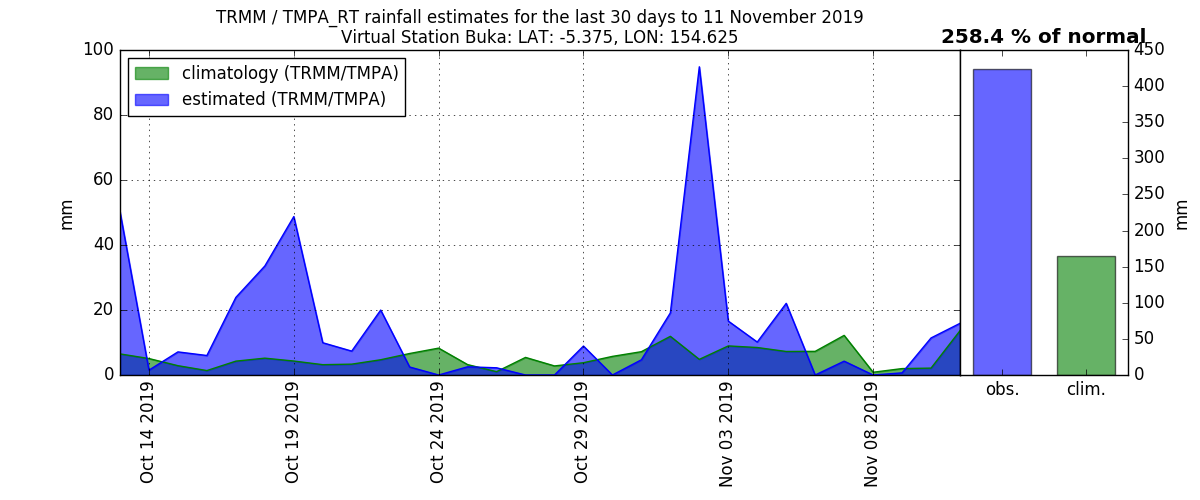 TRMM / TMPA_RT rainfall estimates for the last 30 days to 11 November 2019
Virtual Station Buka: LAT: -5.375, LON: 154.625
258.4 % of normal
climatology (TRMM/TMPA)
estimated (TRMM/TMPA)
100
80
60
40
20
0
mm
Oct 14 2019
Oct 19 2019
Oct 24 2019
Oct 29 2019
Nov 03 2019
Nov 08 2019
450
400
350
300
250
200
150
100
50
0
mm
obs.
clim.